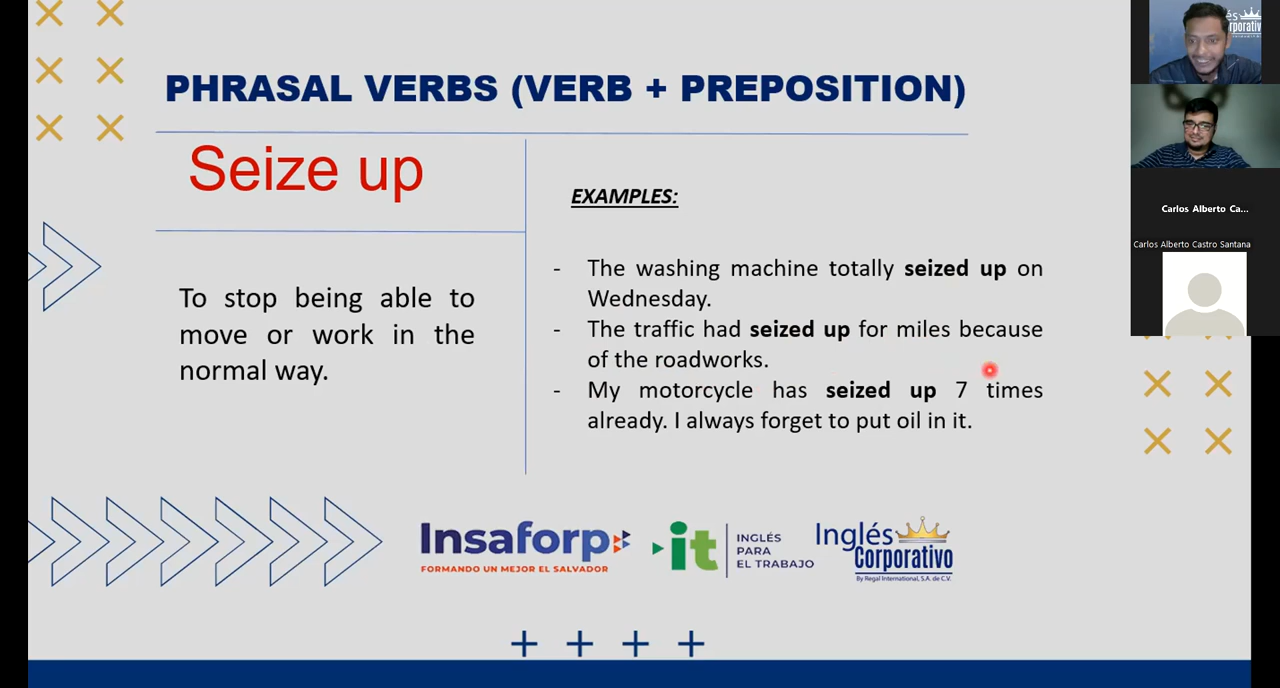 PHRASAL VERBS (VERB + PREPOSITION)
Seize up
To stop being able to
move or work in the
normal way.
EXAMPLES:
- The washing machine totally seized up on
Wednesday.
- The traffic had seized up for miles because
of the roadworks.
- My motorcycle has seized up 7 times
already. I always forget to put oil in it.
Insaforp
FORMANDO UN MEJOR EL SALVADOR
it
INGLÉS
PARA
EL TRABAJO
Inglés
Corporativo
By Regal International, S.A. de C.V.
Carlos Alberto Ca...
Carlos Alberto Castro Santana